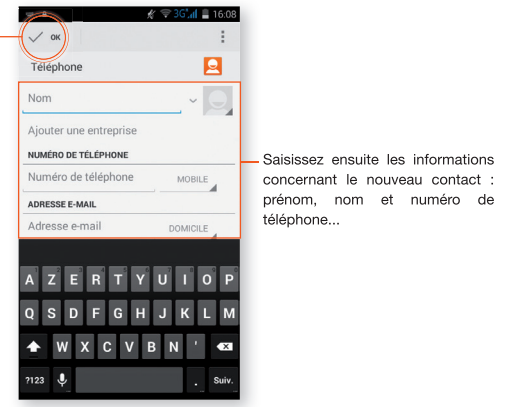 3G 16:08
OK
Téléphone
Nom
Ajouter une entreprise
NUMÉRO DE TÉLÉPHONE
Numéro de téléphone MOBILE
ADRESSE E-MAIL
Adresse e-mail DOMICILE
Saisissez ensuite les informations
concernant le nouveau contact :
prénom, nom et numéro de
téléphone...
A Z E R T Y U I O P
Q S D F G H J K L M
W X C V B N '
?123 . Suiv.